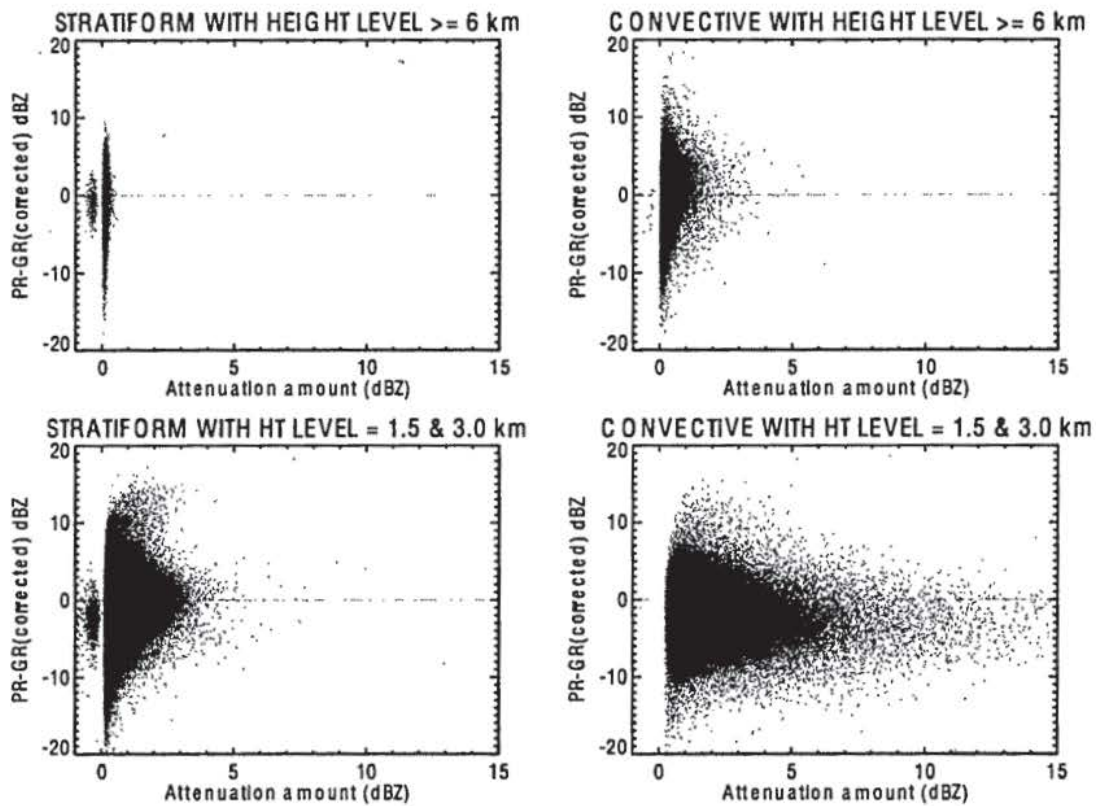 STRATIFORM WITH HEIGHT LEVEL >= 6 km
20
10
0
-10
-20
PR-GR(corrected) dBZ
0 5 10 15
Attenuation amount (dBZ)
CONVECTIVE WITH HEIGHT LEVEL >= 6 km
20
10
0
-10
-20
PR-GR(corrected) dBZ
0 5 10 15
Attenuation amount (dBZ)
STRATIFORM WITH HT LEVEL = 1.5 & 3.0 km
20
10
0
-10
-20
PR-GR(corrected) dBZ
0 5 10 15
Attenuation amount (dBZ)
CONVECTIVE WITH HT LEVEL = 1.5 & 3.0 km
20
10
0
-10
-20
PR-GR(corrected) dBZ
0 5 10 15
Attenuation amount (dBZ)